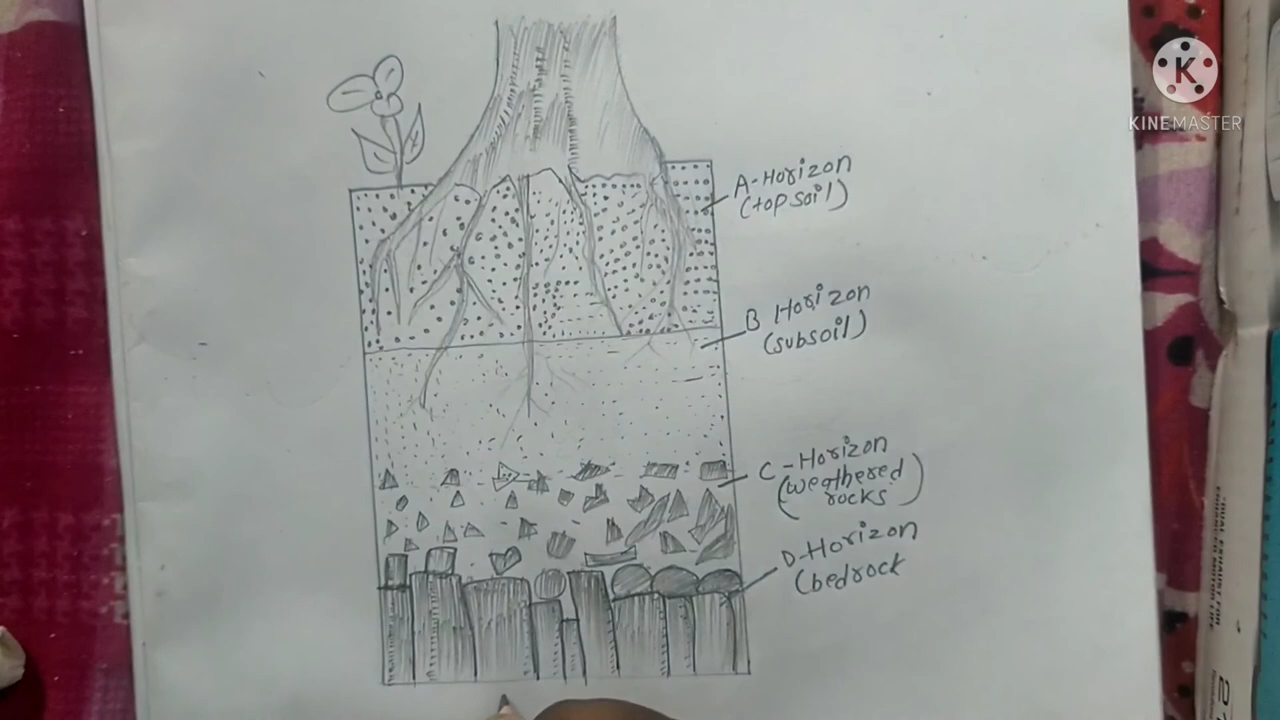 K
KINEMASTER
A-Horizon
(top soil)
B Horizon
(subsoil)
C-Horizon
(weathered
rocks)
D-Horizon
(bedrock